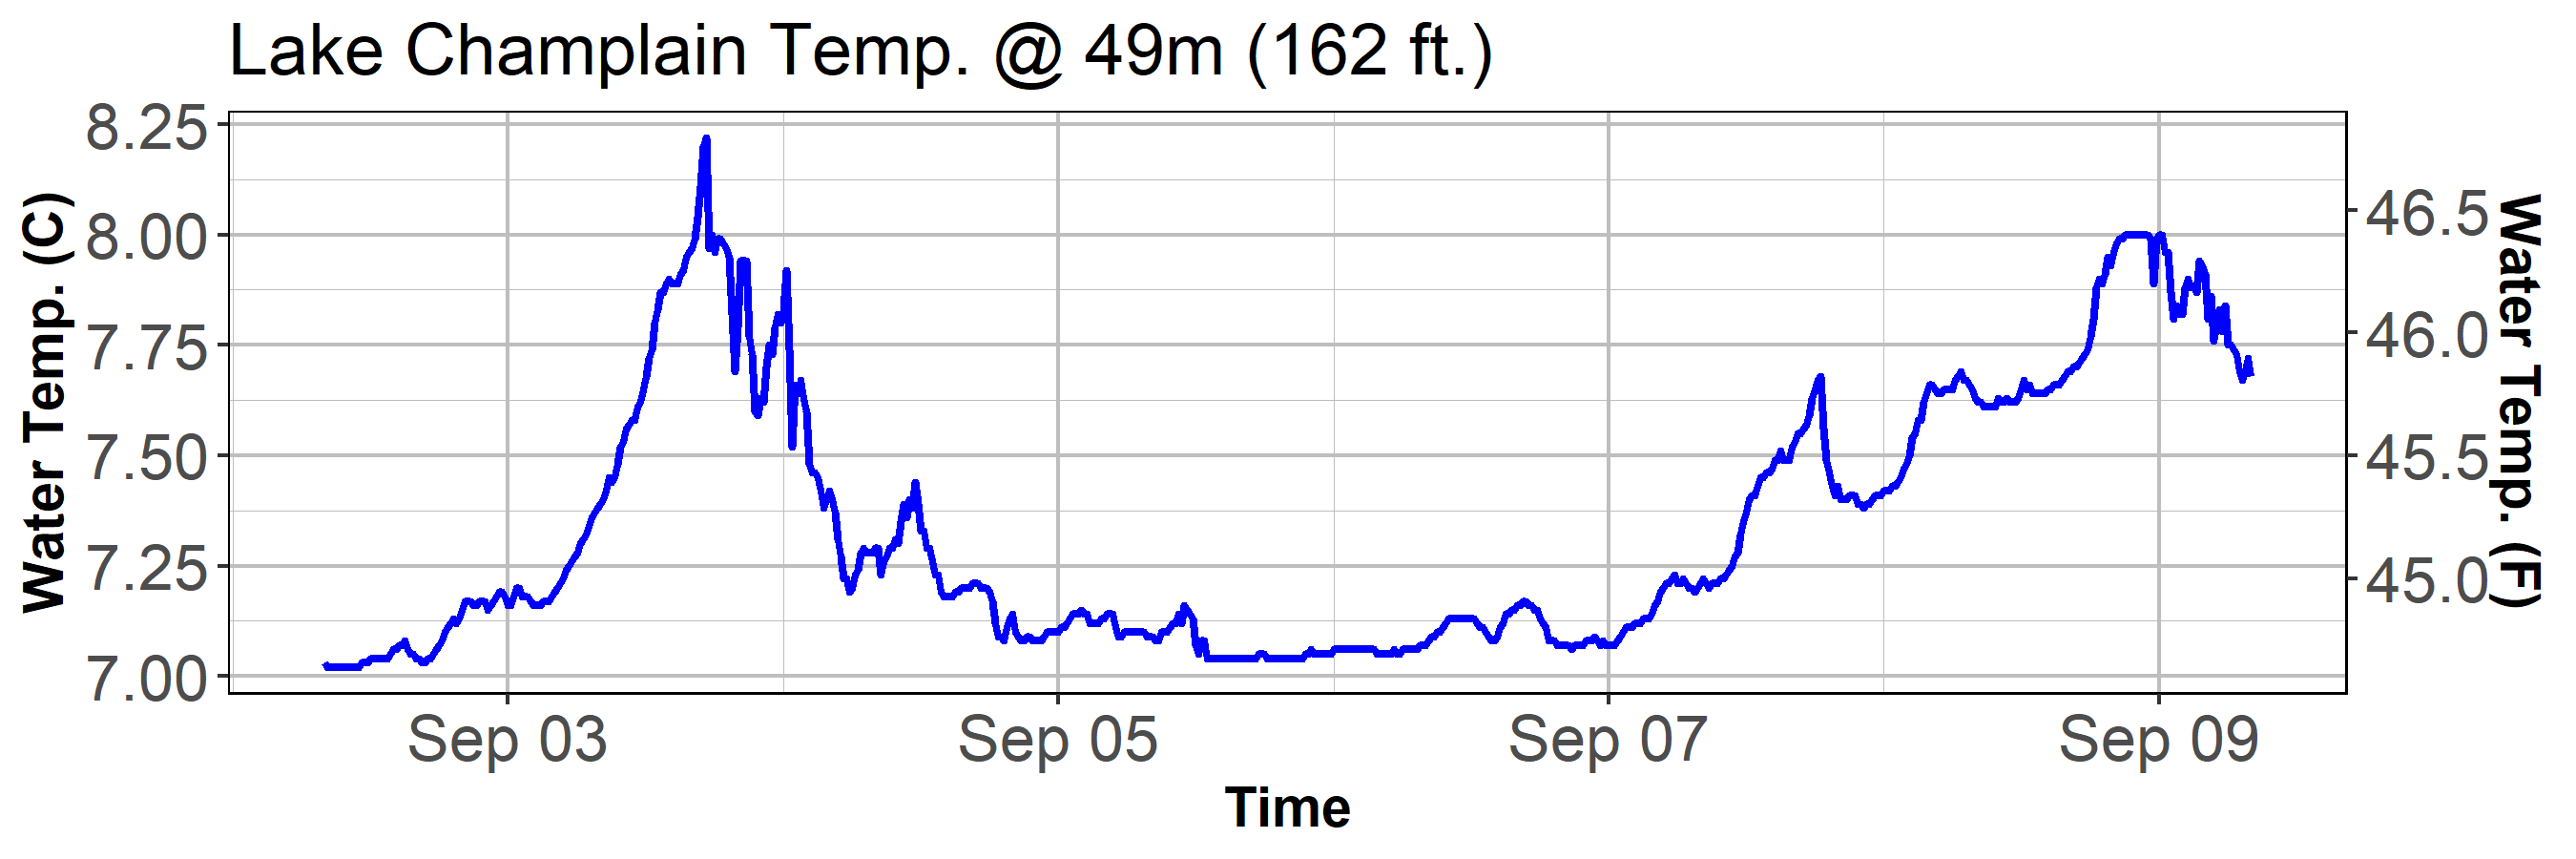 Lake Champlain Temp. @ 49m (162 ft.)
Water Temp. (C)
8.25
8.00
7.75
7.50
7.25
7.00
46.5
46.0
45.5
45.0
Water Temp. (F)
Sep 03
Sep 05
Sep 07
Sep 09
Time